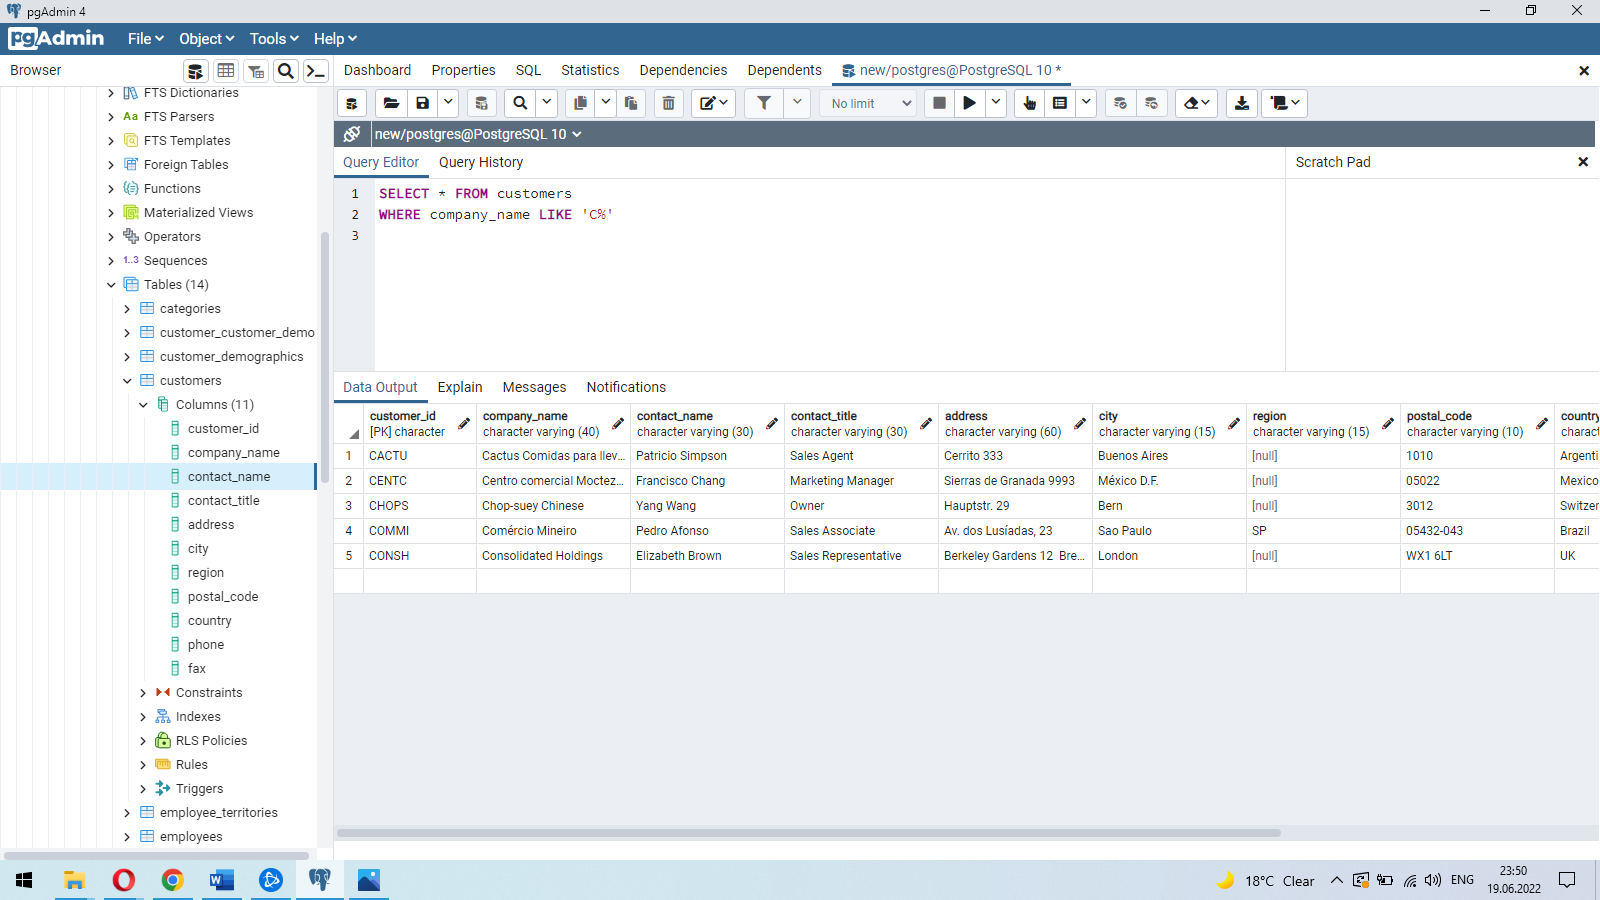 pgAdmin 4
pgAdmin File Object Tools Help
Browser
Dashboard Properties SQL Statistics Dependencies Dependents new/postgres@PostgreSQL 10 *
No limit
new/postgres@PostgreSQL 10
Query Editor Query History
Scratch Pad
1 SELECT * FROM customers
2 WHERE company_name LIKE 'C%'
3
FTS Dictionaries
Aa FTS Parsers
FTS Templates
Foreign Tables
Functions
Materialized Views
Operators
1..3 Sequences
Tables (14)
categories
customer_customer_demo
customer_demographics
customers
Columns (11)
customer_id
company_name
contact_name
contact_title
address
city
region
postal_code
country
phone
fax
Constraints
Indexes
RLS Policies
Rules
Triggers
employee_territories
employees
Data Output Explain Messages Notifications
customer_id company_name contact_name contact_title address city region postal_code country
[PK] character character varying (40) character varying (30) character varying (30) character varying (60) character varying (15) character varying (15) character varying (10) charact
1 CACTU Cactus Comidas para llev... Patricio Simpson Sales Agent Cerrito 333 Buenos Aires [null] 1010 Argenti
2 CENTC Centro comercial Moctez... Francisco Chang Marketing Manager Sierras de Granada 9993 México D.F. [null] 05022 Mexico
3 CHOPS Chop-suey Chinese Yang Wang Owner Hauptstr. 29 Bern [null] 3012 Switzer
4 COMMI Comércio Mineiro Pedro Afonso Sales Associate Av. dos Lusíadas, 23 Sao Paulo SP 05432-043 Brazil
5 CONSH Consolidated Holdings Elizabeth Brown Sales Representative Berkeley Gardens 12 Bre... London [null] WX1 6LT UK
18°C Clear
ENG
23:50
19.06.2022